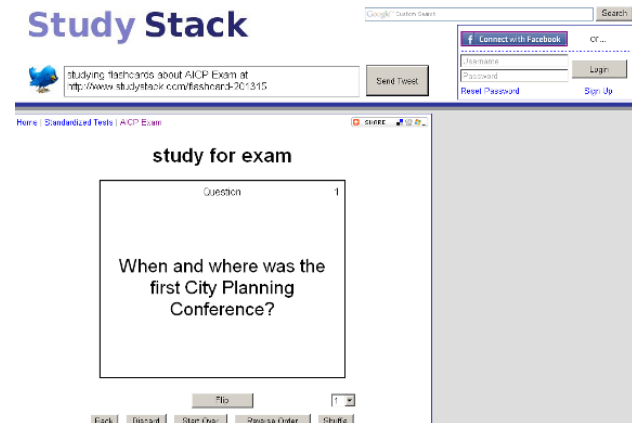 Study Stack
Google Custom Search
Search
Connect with Facebook
or...
Username
Password
Login
Reset Password
Sign Up
studying flashcards about AICP Exam at
http://www.studystack.com/flashcard-201315
Send Tweet
Home | Standardized Tests | AICP Exam
SHARE
study for exam
Question
1
When and where was the
first City Planning
Conference?
Flip
1
Back
Discard
Start Over
Reverse Order
Shuffle